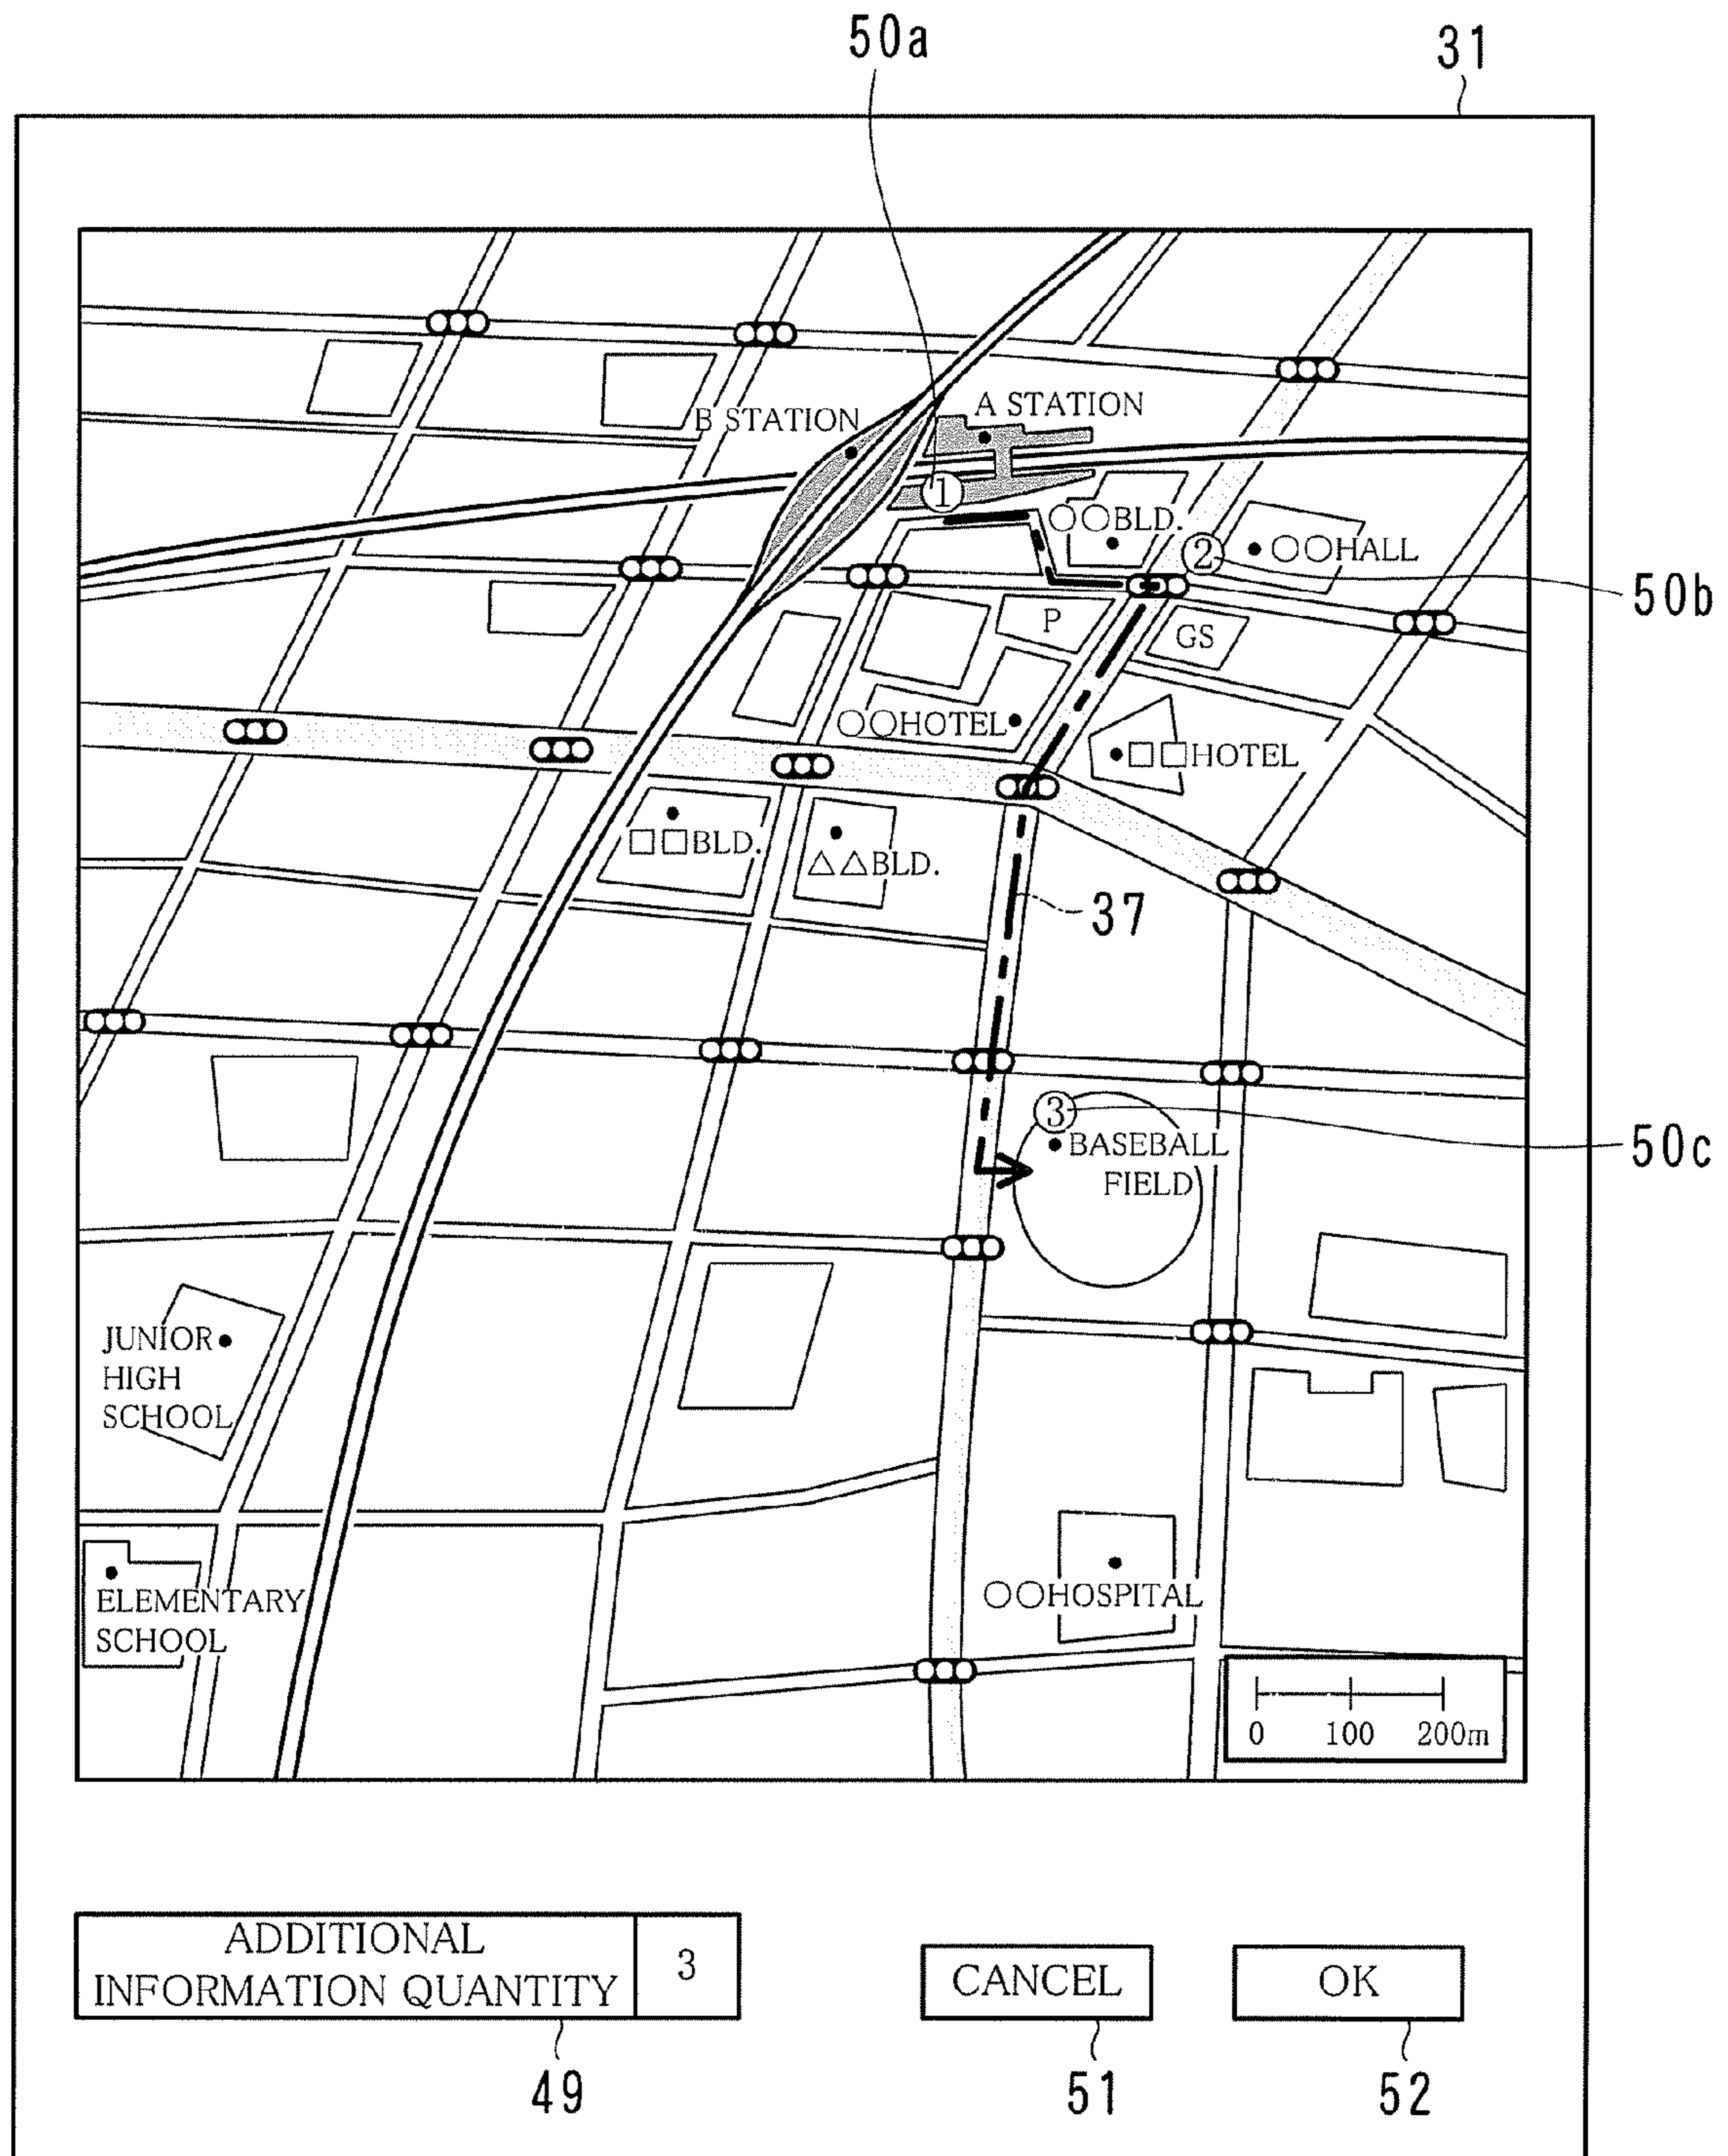 50a
31
B STATION
A STATION
①
○○BLD.
②
○○HALL
50b
P
GS
○○HOTEL
□□HOTEL
□□BLD.
△△BLD.
37
③
BASEBALL
FIELD
50c
JUNIOR
HIGH
SCHOOL
ELEMENTARY
SCHOOL
○○HOSPITAL
0 100 200m
ADDITIONAL
INFORMATION QUANTITY
3
CANCEL
OK
49
51
52